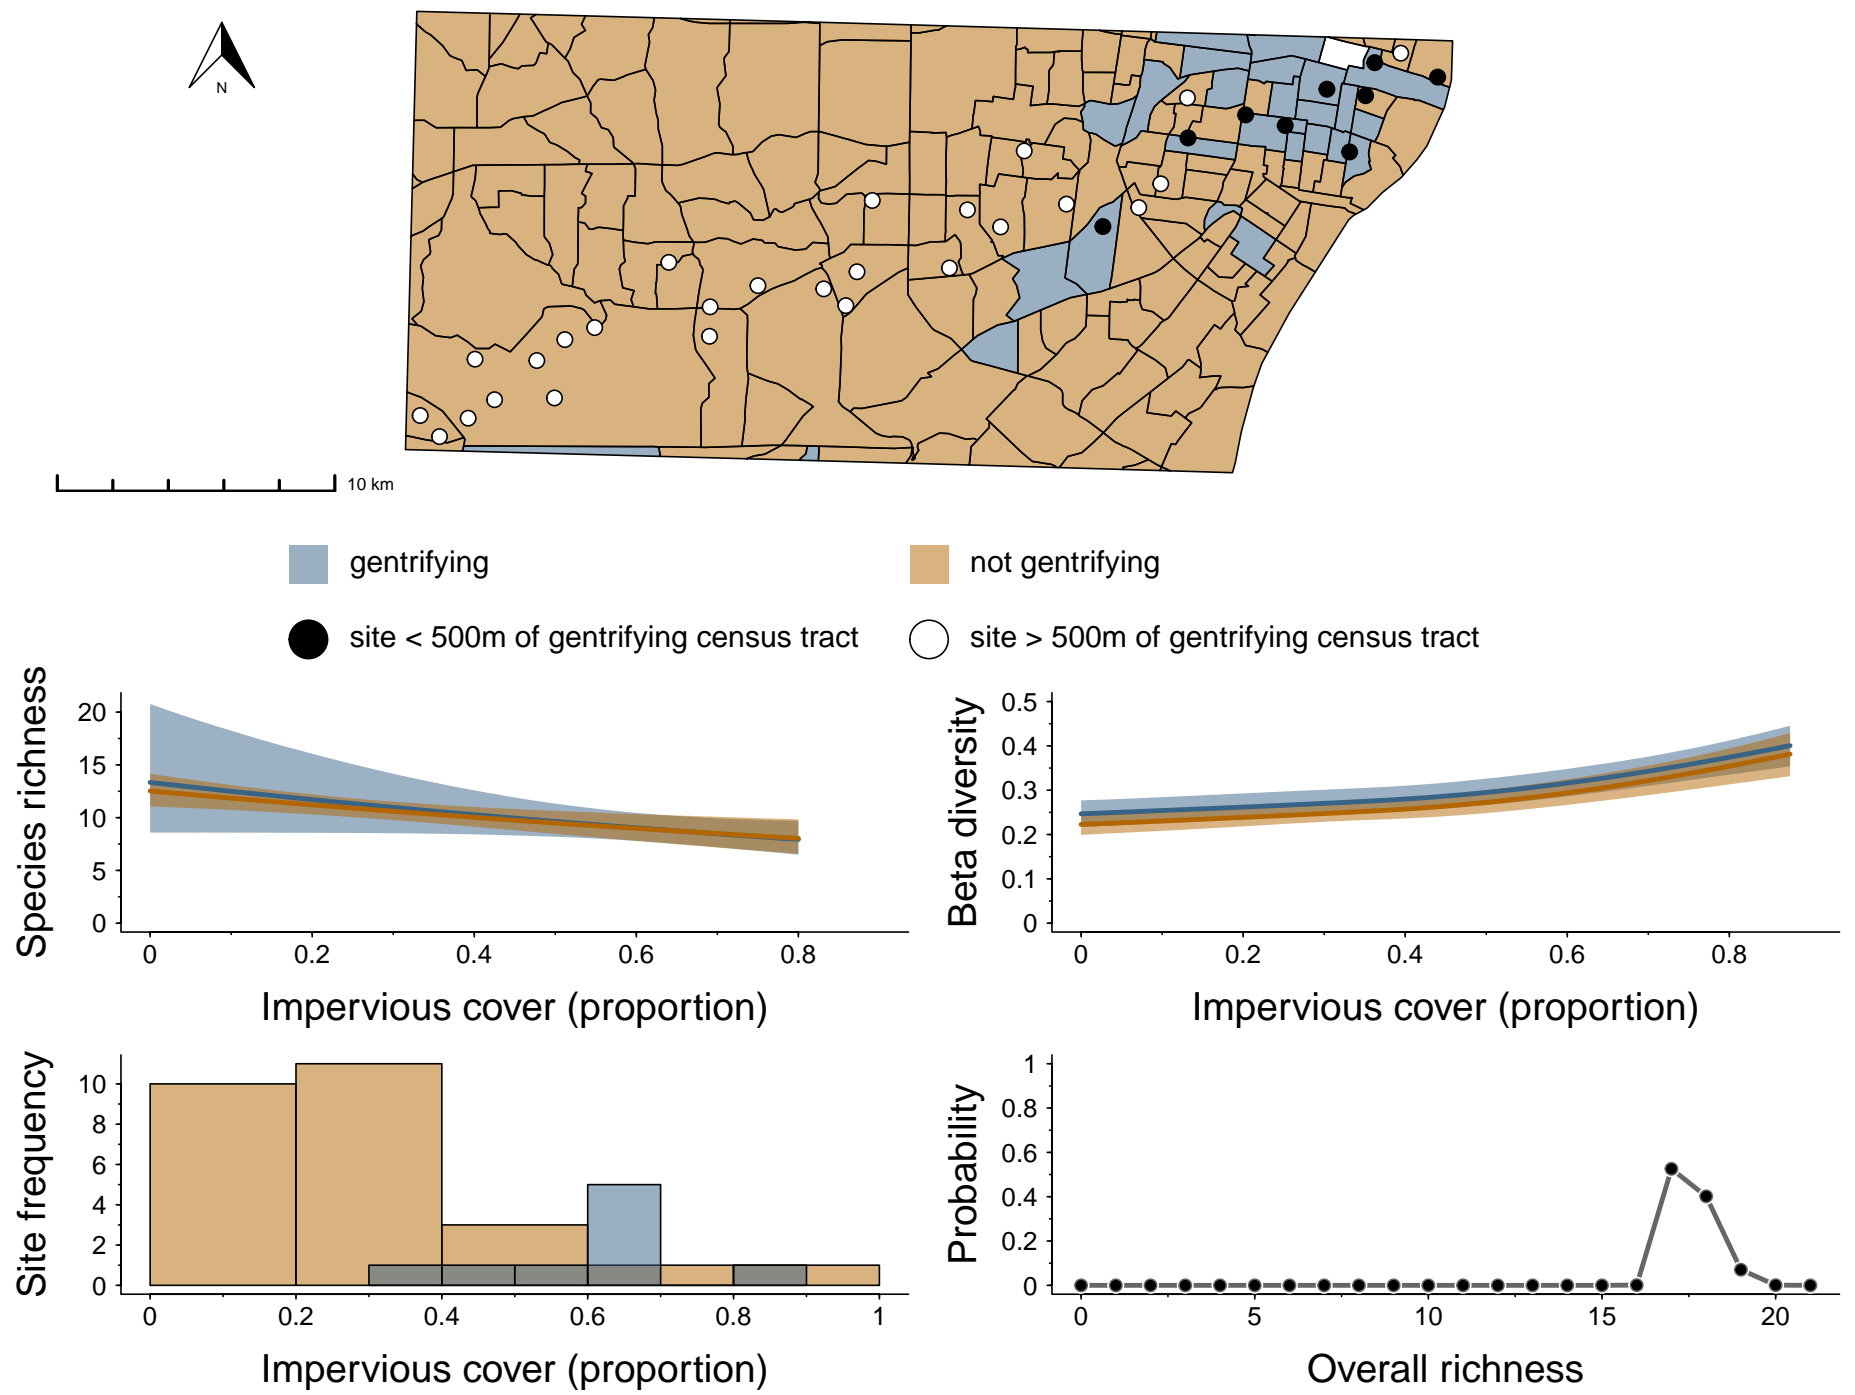 N
10 km
gentrifying
not gentrifying
site < 500m of gentrifying census tract
site > 500m of gentrifying census tract
Species richness
20
15
10
5
0
0 0.2 0.4 0.6 0.8
Impervious cover (proportion)
Beta diversity
0.5
0.4
0.3
0.2
0.1
0
0 0.2 0.4 0.6 0.8
Impervious cover (proportion)
Site frequency
10
8
6
4
2
0
0 0.2 0.4 0.6 0.8 1
Impervious cover (proportion)
Probability
1
0.8
0.6
0.4
0.2
0
0 5 10 15 20
Overall richness